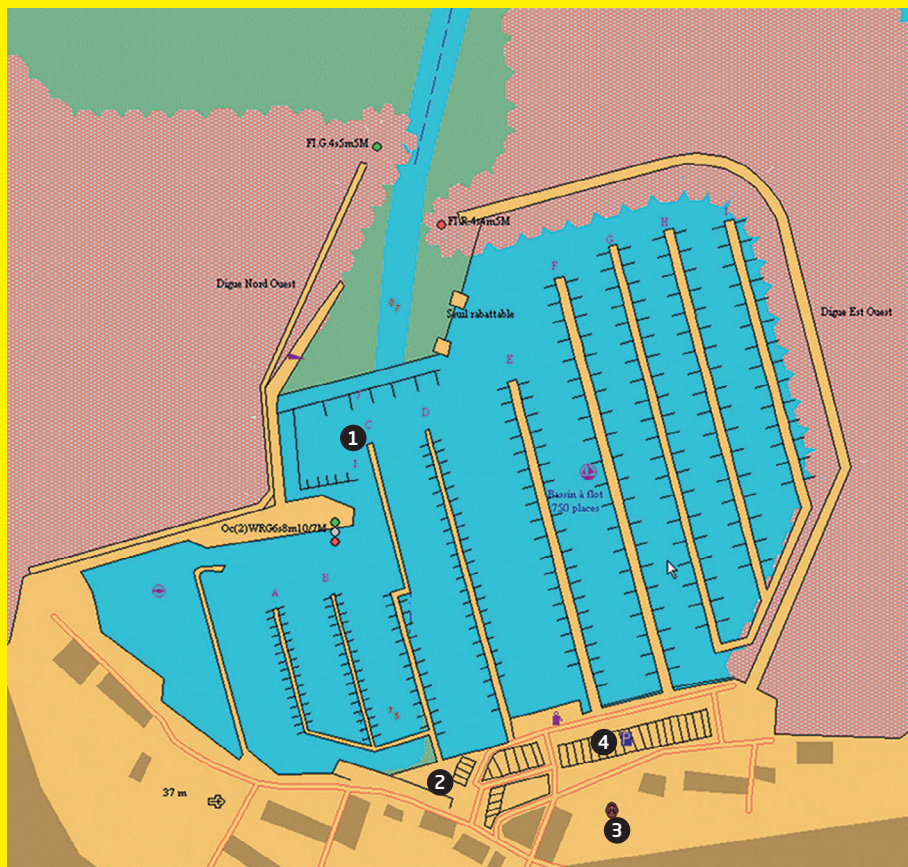 Fl.G.4s5m5M
Fl.R.4s4m5M
Digue Nord Ouest
Seuil rabattable
Digue Est Ouest
I
H
G
F
E
D
C
J
1
I
Bassin à flot
750 places
Oc(2)WRG6s8m10/7M
A
B
P
4
2
37 m
3